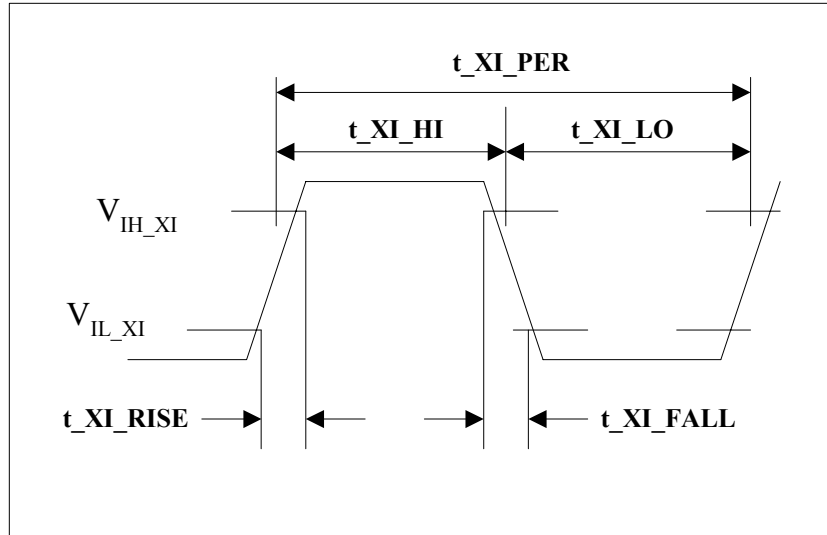 t_XI_PER
t_XI_HI
t_XI_LO
V_IH_XI
V_IL_XI
t_XI_RISE
t_XI_FALL